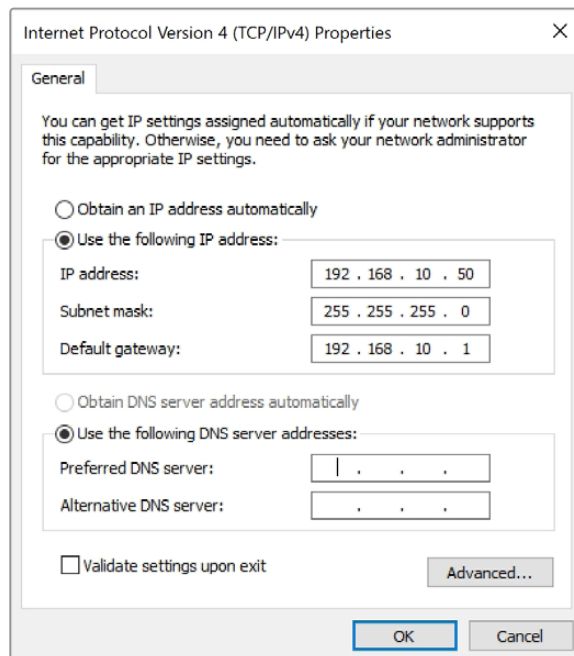 Internet Protocol Version 4 (TCP/IPv4) Properties
General
You can get IP settings assigned automatically if your network supports
this capability. Otherwise, you need to ask your network administrator
for the appropriate IP settings.
Obtain an IP address automatically
Use the following IP address:
IP address: 192 . 168 . 10 . 50
Subnet mask: 255 . 255 . 255 . 0
Default gateway: 192 . 168 . 10 . 1
Obtain DNS server address automatically
Use the following DNS server addresses:
Preferred DNS server: . . .
Alternative DNS server: . . .
Validate settings upon exit
Advanced...
OK Cancel